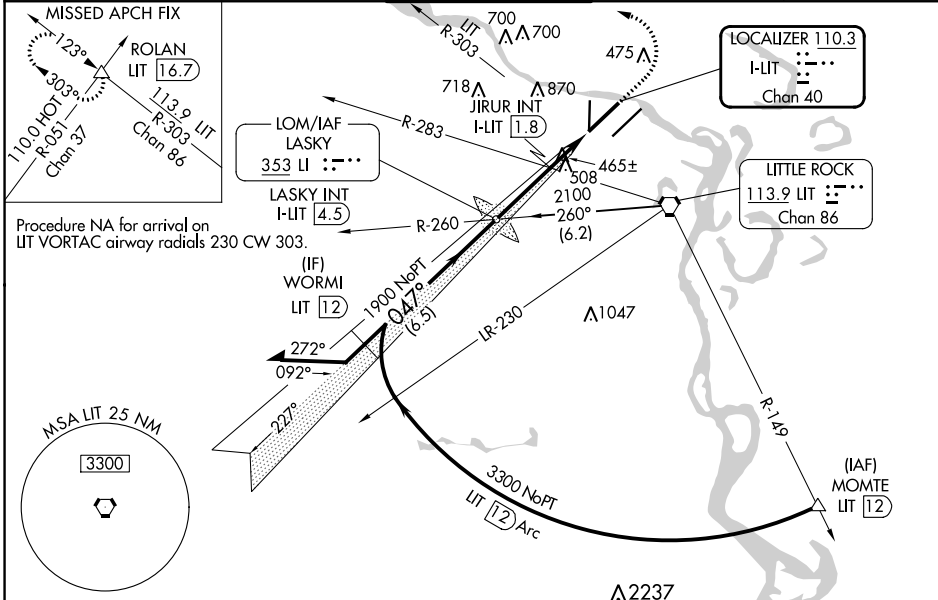 MISSED APCH FIX
123°
303°
ROLAN
LIT 16.7
110.0 HOT
R-051
Chan 37
113.9 LIT
R-303
Chan 86
Procedure NA for arrival on
LIT VORTAC airway radials 230 CW 303.
LIT
R-303
700
700
475
718
870
LOCALIZER 110.3
I-LIT
Chan 40
JIRUR INT
I-LIT 1.8
R-283
LOM/IAF
LASKY
353 LI
LASKY INT
I-LIT 4.5
465±
508
2100
260°
(6.2)
R-260
LITTLE ROCK
113.9 LIT
Chan 86
(IF)
WORMI
LIT 12
1900 NoPT
047°
(6.5)
LR-230
1047
272°
092°
227°
R-149
MSA LIT 25 NM
3300
3300 NoPT
LIT 12 Arc
(IAF)
MOMTE
LIT 12
2237